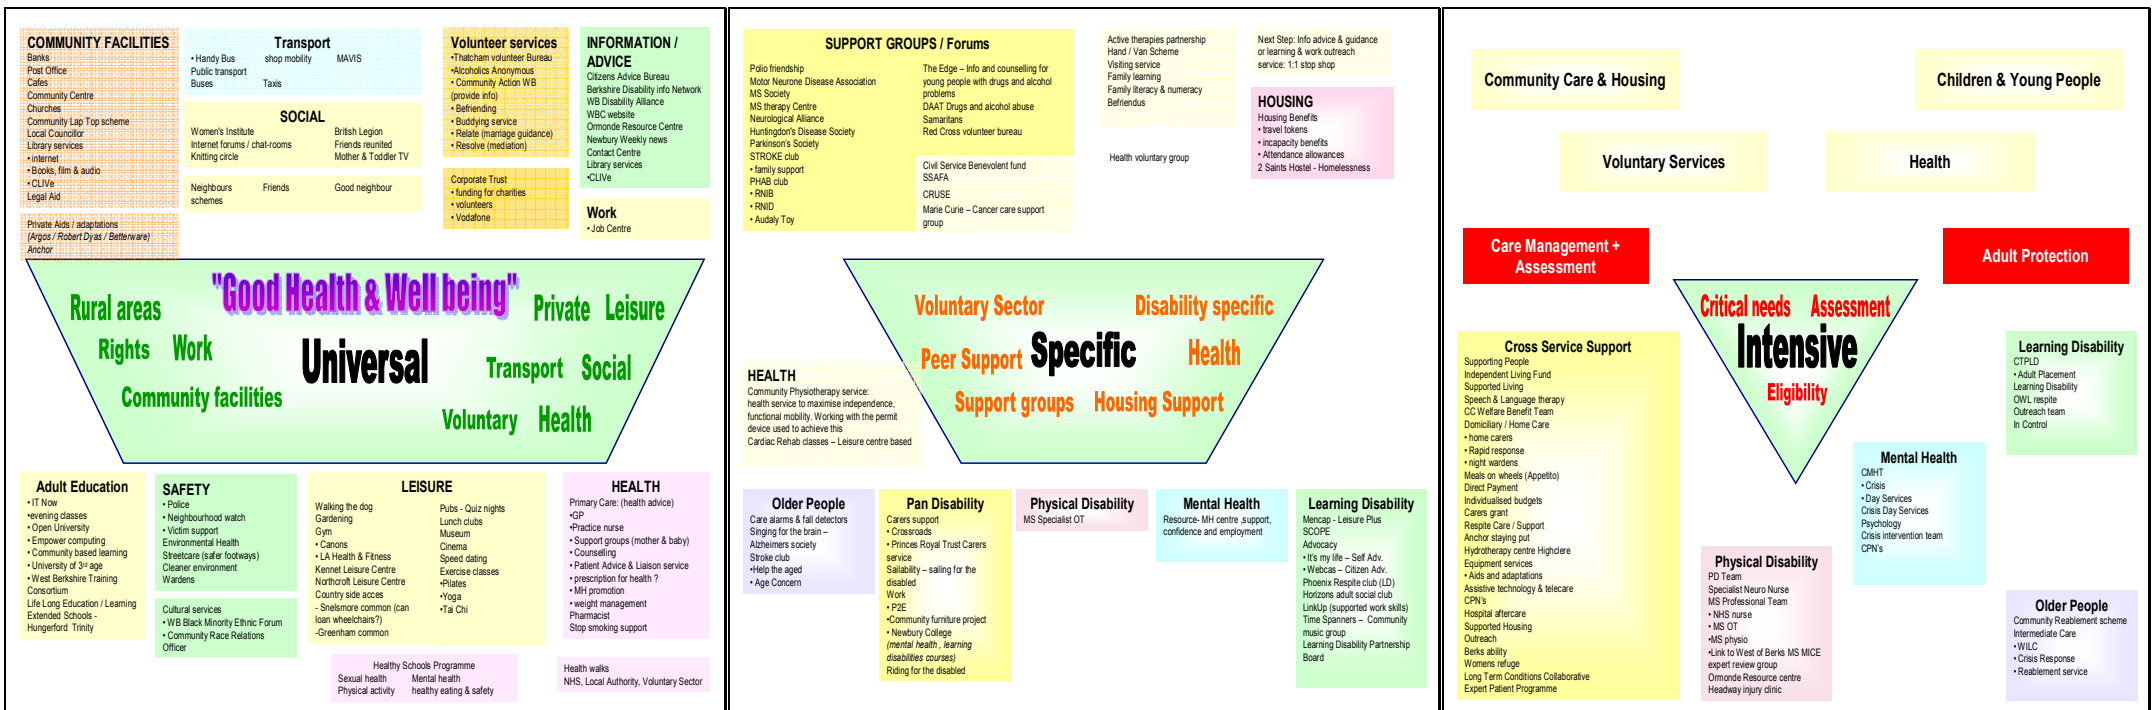 COMMUNITY FACILITIES
Banks
Post Office
Cafes
Community Centre
Churches
Community Lap Top scheme
Local Councillor
Library services
• internet
• Books, film & audio
• CLIVe
Legal Aid
Private Aids / adaptations
(Argos / Robert Dyas / Betterware)
Anchor
Transport
• Handy Bus shop mobility MAVIS
Public transport
Buses Taxis
SOCIAL
Women's Institute British Legion
Internet forums / chat-rooms Friends reunited
Knitting circle Mother & Toddler TV
Neighbours Friends Good neighbour
schemes
Volunteer services
•Thatcham volunteer Bureau
•Alcoholics Anonymous
• Community Action WB
(provide info)
• Befriending
• Buddying service
• Relate (marriage guidance)
• Resolve (mediation)
Corporate Trust
• funding for charities
• volunteers
• Vodafone
INFORMATION /
ADVICE
Citizens Advice Bureau
Berkshire Disability info Network
WB Disability Alliance
WBC website
Ormonde Resource Centre
Newbury Weekly news
Contact Centre
Library services
•CLIVe
Work
• Job Centre
"Good Health & Well being"
Rural areas
Private
Leisure
Rights
Work
Universal
Transport
Social
Community facilities
Voluntary
Health
Adult Education
• IT Now
•evening classes
• Open University
• Empower computing
• Community based learning
• University of 3rd age
• West Berkshire Training
Consortium
Life Long Education / Learning
Extended Schools -
Hungerford Trinity
SAFETY
• Police
• Neighbourhood watch
• Victim support
Environmental Health
Streetcare (safer footways)
Cleaner environment
Wardens
Cultural services
• WB Black Minority Ethnic Forum
• Community Race Relations
Officer
LEISURE
Walking the dog
Gardening
Gym
• Canons
• LA Health & Fitness
Kennet Leisure Centre
Northcroft Leisure Centre
Country side acces
- Snelsmore common (can
loan wheelchairs?)
-Greenham common
Pubs - Quiz nights
Lunch clubs
Museum
Cinema
Speed dating
Exercise classes
•Pilates
•Yoga
•Tai Chi
HEALTH
Primary Care: (health advice)
•GP
•Practice nurse
• Support groups (mother & baby)
• Counselling
• Patient Advice & Liaison service
• prescription for health ?
• MH promotion
• weight management
Pharmacist
Stop smoking support
Healthy Schools Programme
Sexual health Mental health
Physical activity healthy eating & safety
Health walks
NHS, Local Authority, Voluntary Sector
SUPPORT GROUPS / Forums
Polio friendship
Motor Neurone Disease Association
MS Society
MS therapy Centre
Neurological Alliance
Huntingdon's Disease Society
Parkinson's Society
STROKE club
• family support
PHAB club
• RNIB
• RNID
• Audaly Toy
The Edge – Info and counselling for
young people with drugs and alcohol
problems
DAAT Drugs and alcohol abuse
Samaritans
Red Cross volunteer bureau
Civil Service Benevolent fund
SSAFA
CRUSE
Marie Curie – Cancer care support
group
Active therapies partnership
Hand / Van Scheme
Visiting service
Family learning
Family literacy & numeracy
Befriendus
Health voluntary group
Next Step: Info advice & guidance
or learning & work outreach
service: 1:1 stop shop
HOUSING
Housing Benefits
• travel tokens
• incapacity benefits
• Attendance allowances
2 Saints Hostel - Homelessness
Voluntary Sector
Disability specific
Peer Support
Specific
Health
Support groups
Housing Support
HEALTH
Community Physiotherapy service:
health service to maximise independence,
functional mobility. Working with the permit
device used to achieve this
Cardiac Rehab classes – Leisure centre based
Older People
Care alarms & fall detectors
Singing for the brain –
Alzheimers society
Stroke club
•Help the aged
• Age Concern
Pan Disability
Carers support
• Crossroads
• Princes Royal Trust Carers
service
Sailability – sailing for the
disabled
Work
• P2E
•Community furniture project
• Newbury College
(mental health , learning
disabilities courses)
Riding for the disabled
Physical Disability
MS Specialist OT
Mental Health
Resource- MH centre ,support,
confidence and employment
Learning Disability
Mencap - Leisure Plus
SCOPE
Advocacy
• It's my life – Self Adv.
• Webcas – Citizen Adv.
Phoenix Respite club (LD)
Horizons adult social club
LinkUp (supported work skills)
Time Spanners – Community
music group
Learning Disability Partnership
Board
Community Care & Housing
Children & Young People
Voluntary Services
Health
Care Management +
Assessment
Adult Protection
Critical needs
Assessment
Intensive
Eligibility
Cross Service Support
Supporting People
Independent Living Fund
Supported Living
Speech & Language therapy
CC Welfare Benefit Team
Domiciliary / Home Care
• home carers
• Rapid response
• night wardens
Meals on wheels (Appetito)
Direct Payment
Individualised budgets
Carers grant
Respite Care / Support
Anchor staying put
Hydrotherapy centre Highclere
Equipment services
• Aids and adaptations
Assistive technology & telecare
CPN's
Hospital aftercare
Supported Housing
Outreach
Berks ability
Womens refuge
Long Term Conditions Collaborative
Expert Patient Programme
Physical Disability
PD Team
Specialist Neuro Nurse
MS Professional Team
• NHS nurse
• MS OT
•MS physio
•Link to West of Berks MS MICE
expert review group
Ormonde Resource centre
Headway injury clinic
Mental Health
CMHT
• Crisis
• Day Services
Crisis Day Services
Psychology
Crisis intervention team
CPN's
Learning Disability
CTPLD
• Adult Placement
Learning Disability
OWL respite
Outreach team
In Control
Older People
Community Reablement scheme
Intermediate Care
• WILC
• Crisis Response
• Reablement service